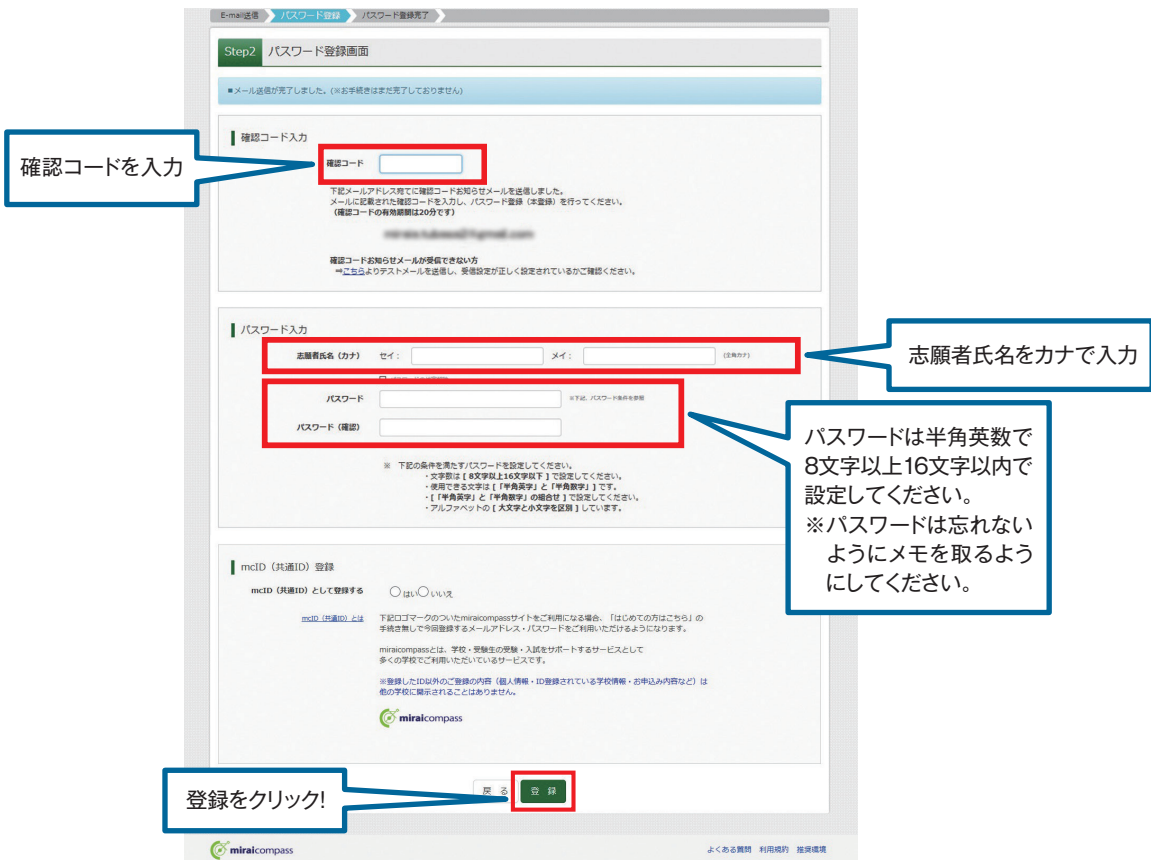 E-mail送信 パスワード登録 パスワード登録完了
Step2 パスワード登録画面
■メール送信が完了しました。(※お手続きはまだ完了しておりません)
確認コード入力
確認コードを入力
確認コード
下記メールアドレス宛てに確認コードお知らせメールを送信しました。
メールに記載された確認コードを入力し、パスワード登録（本登録）を行ってください。
（確認コードの有効期間は20分です）
確認コードお知らせメールが受信できない方
⇒こちらよりテストメールを送信し、受信設定が正しく設定されているかご確認ください。
パスワード入力
志願者氏名（カナ） セイ： メイ： (全角カナ)
志願者氏名をカナで入力
パスワード ※下記、パスワード条件を参照
パスワード（確認）
パスワードは半角英数で
8文字以上16文字以内で
設定してください。
※パスワードは忘れない
ようにメモを取るよう
にしてください。
※ 下記の条件を満たすパスワードを設定してください。
・文字数は [ 8文字以上16文字以下 ] で設定してください。
・使用できる文字は [「半角英字」と「半角数字」] です。
・[「半角英字」と「半角数字」の組合せ ] で設定してください。
・アルファベットの [ 大文字と小文字を区別 ] しています。
mcID（共通ID）登録
mcID（共通ID）として登録する はい いいえ
mcID（共通ID）とは 下記ロゴマークのついたmiraicompassサイトをご利用になる場合、「はじめての方はこちら」の
手続き無しで今回登録するメールアドレス・パスワードをご利用いただけるようになります。
miraicompassとは、学校・受験生の受験・入試をサポートするサービスとして
多くの学校でご利用いただいているサービスです。
※登録したID以外のご登録の内容（個人情報・ID登録されている学校情報・お申込み内容など）は
他の学校に開示されることはありません。
miraicompass
登録をクリック!
戻る 登録
miraicompass よくある質問 利用規約 推奨環境